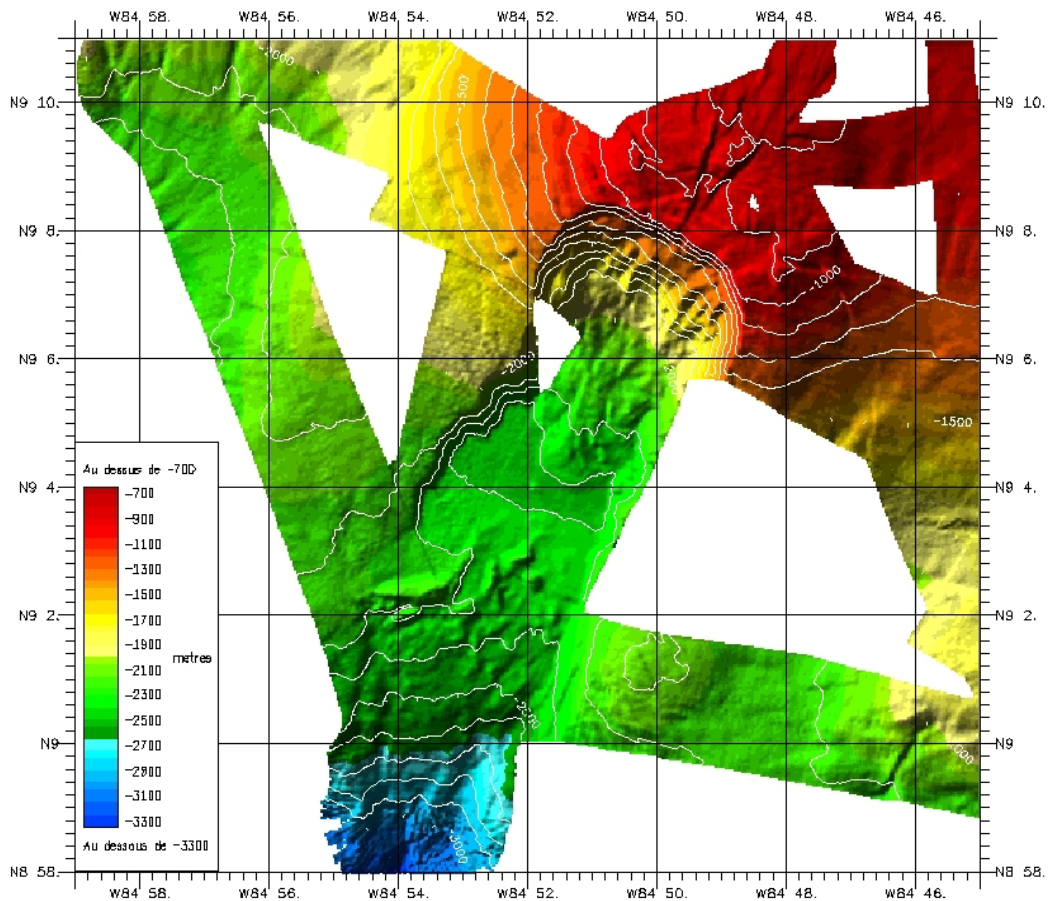 W84 58. W84 56. W84 54. W84 52. W84 50. W84 48. W84 46.
-2000
-1500
N9 10. N9 10.
N9 8. N9 8.
-1000
-2000
N9 6. N9 6.
-1500
Au dessus de -700
N9 4. N9 4.
-700
-900
-1100
-1300
-1500
-1700
-1900
metres
-2100
-2300
-2500
-2700
-2900
-3100
-3300
Au dessous de -3300
N9 2. N9 2.
N9 N9
-3000
N8 58. N8 58.
W84 58. W84 56. W84 54. W84 52. W84 50. W84 48. W84 46.